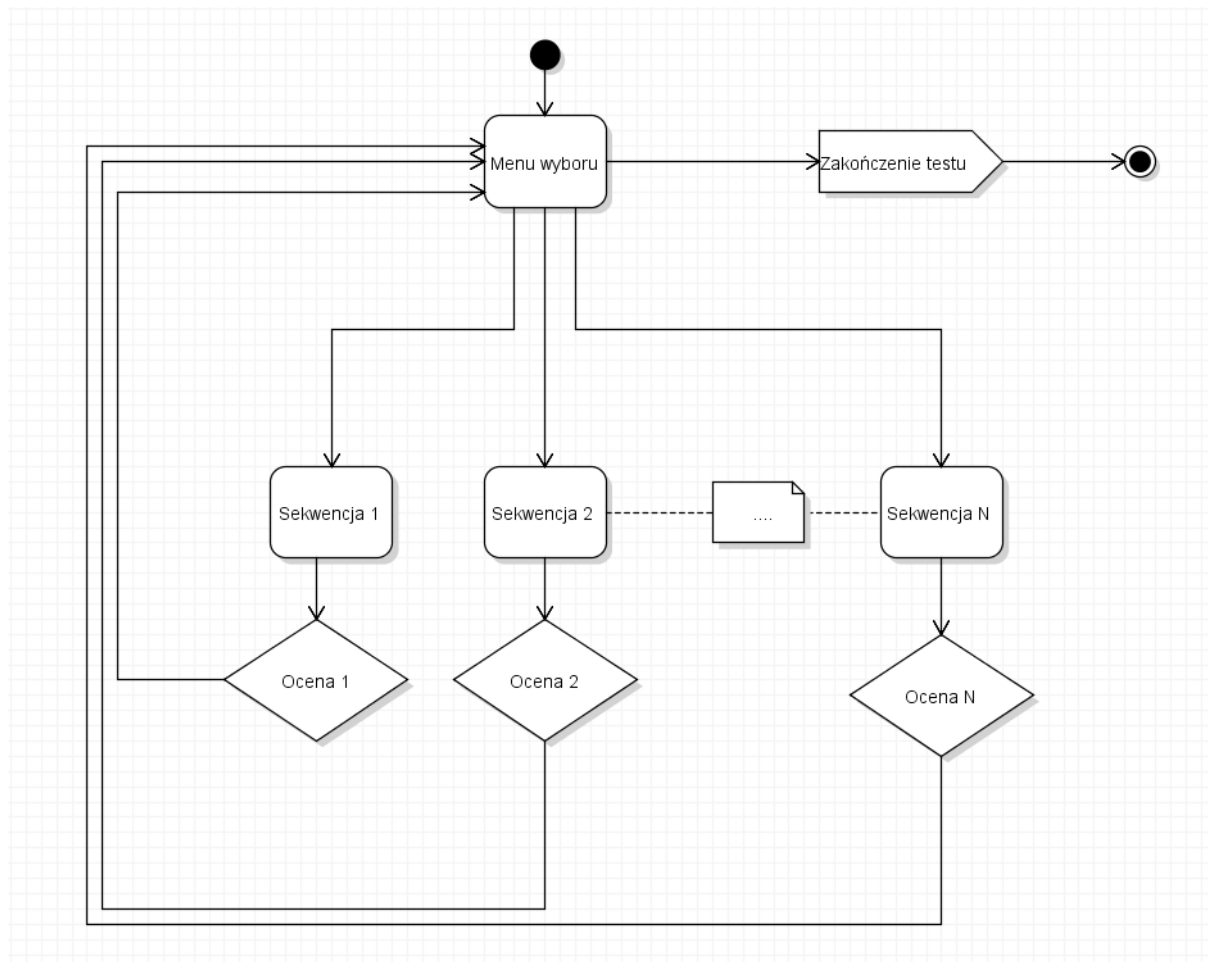 Menu wyboru
Zakończenie testu
Sekwencja 1
Sekwencja 2
....
Sekwencja N
Ocena 1
Ocena 2
Ocena N